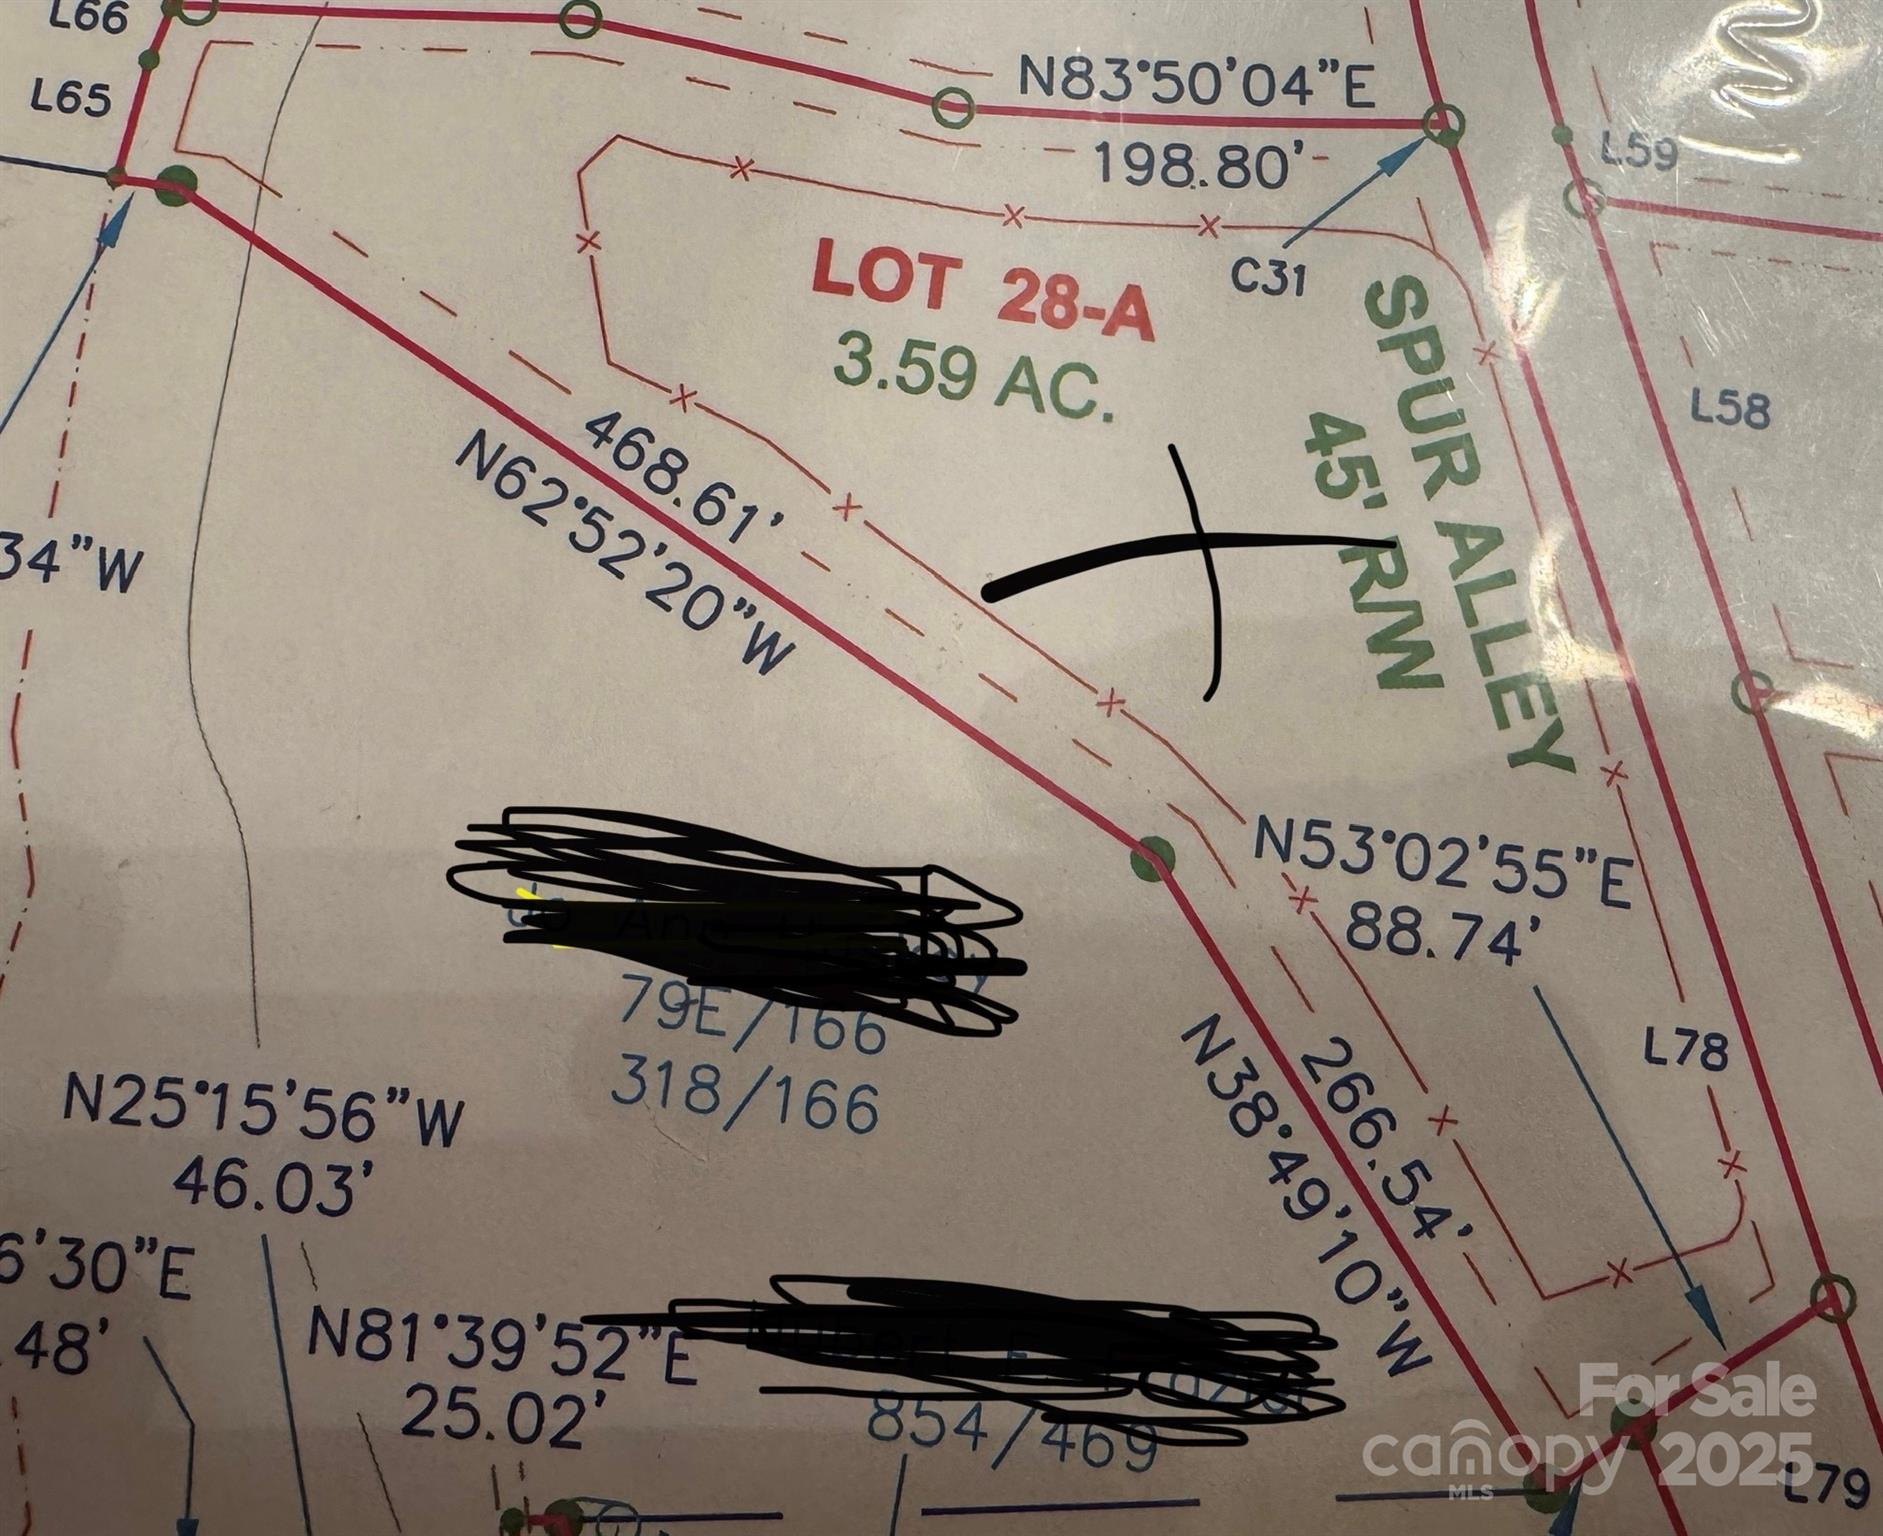 L66
L65
N83°50'04"E
198.80'
L59
C31
LOT 28-A
3.59 AC.
SPUR ALLEY
45' R/W
L58
468.61'
N62°52'20"W
34"W
N53°02'55"E
88.74'
79E/166
318/166
L78
266.54'
N38°49'10"W
N25°15'56"W
46.03'
6'30"E
48'
N81°39'52"E
25.02'
854/469
For Sale
canopy 2025
MLS
L79